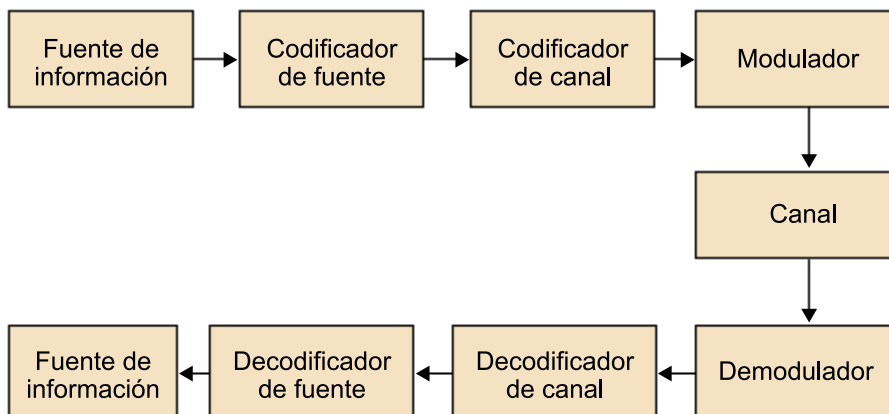 Fuente de
información
Codificador
de fuente
Codificador
de canal
Modulador
Canal
Fuente de
información
Decodificador
de fuente
Decodificador
de canal
Demodulador